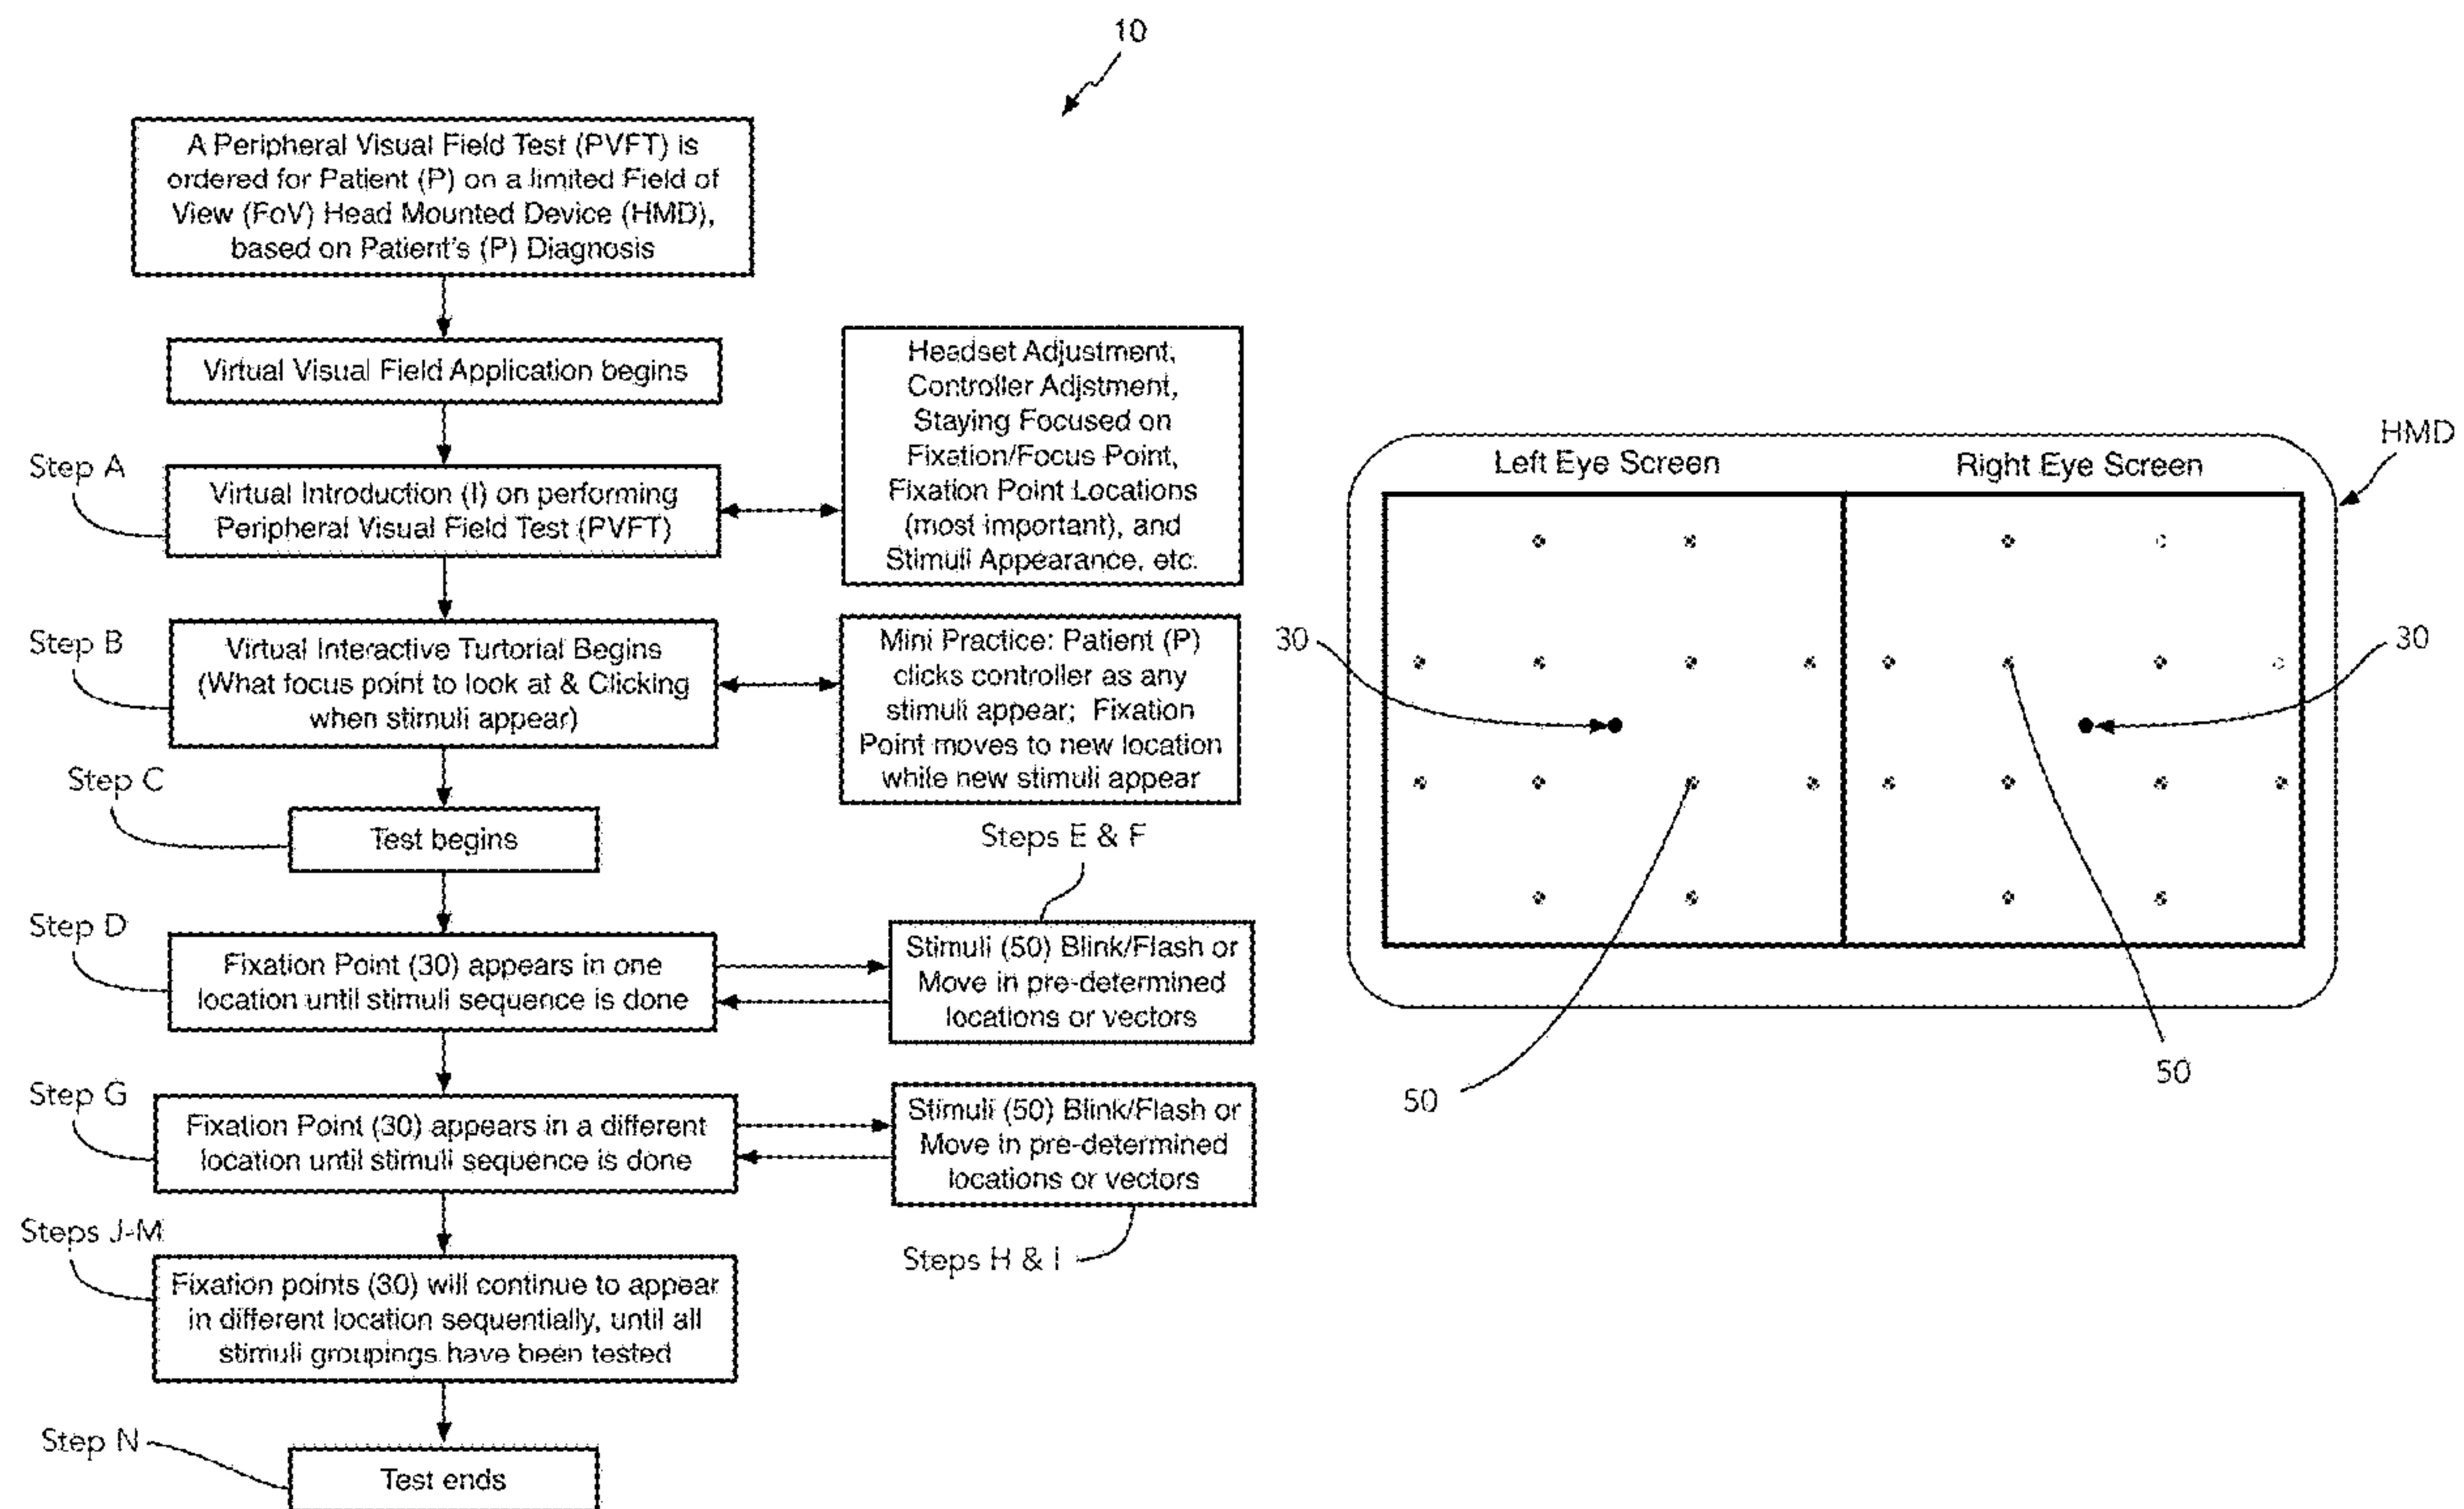 10
A Peripheral Visual Field Test (PVFT) is
ordered for Patient (P) on a limited Field of
View (FoV) Head Mounted Device (HMD),
based on Patient's (P) Diagnosis
Virtual Visual Field Application begins
Step A
Virtual Introduction (I) on performing
Peripheral Visual Field Test (PVFT)
Headset Adjustment,
Controller Adjstment,
Staying Focused on
Fixation/Focus Point,
Fixation Point Locations
(most important), and
Stimuli Appearance, etc.
Step B
Virtual Interactive Turtorial Begins
(What focus point to look at & Clicking
when stimuli appear)
Mini Practice: Patient (P)
clicks controller as any
stimuli appear; Fixation
Point moves to new location
while new stimuli appear
Step C
Test begins
Step D
Fixation Point (30) appears in one
location until stimuli sequence is done
Steps E & F
Stimuli (50) Blink/Flash or
Move in pre-determined
locations or vectors
Step G
Fixation Point (30) appears in a different
location until stimuli sequence is done
Stimuli (50) Blink/Flash or
Move in pre-determined
locations or vectors
Steps H & I
Steps J-M
Fixation points (30) will continue to appear
in different location sequentially, until all
stimuli groupings have been tested
Step N
Test ends
HMD
Left Eye Screen
Right Eye Screen
30
30
50
50